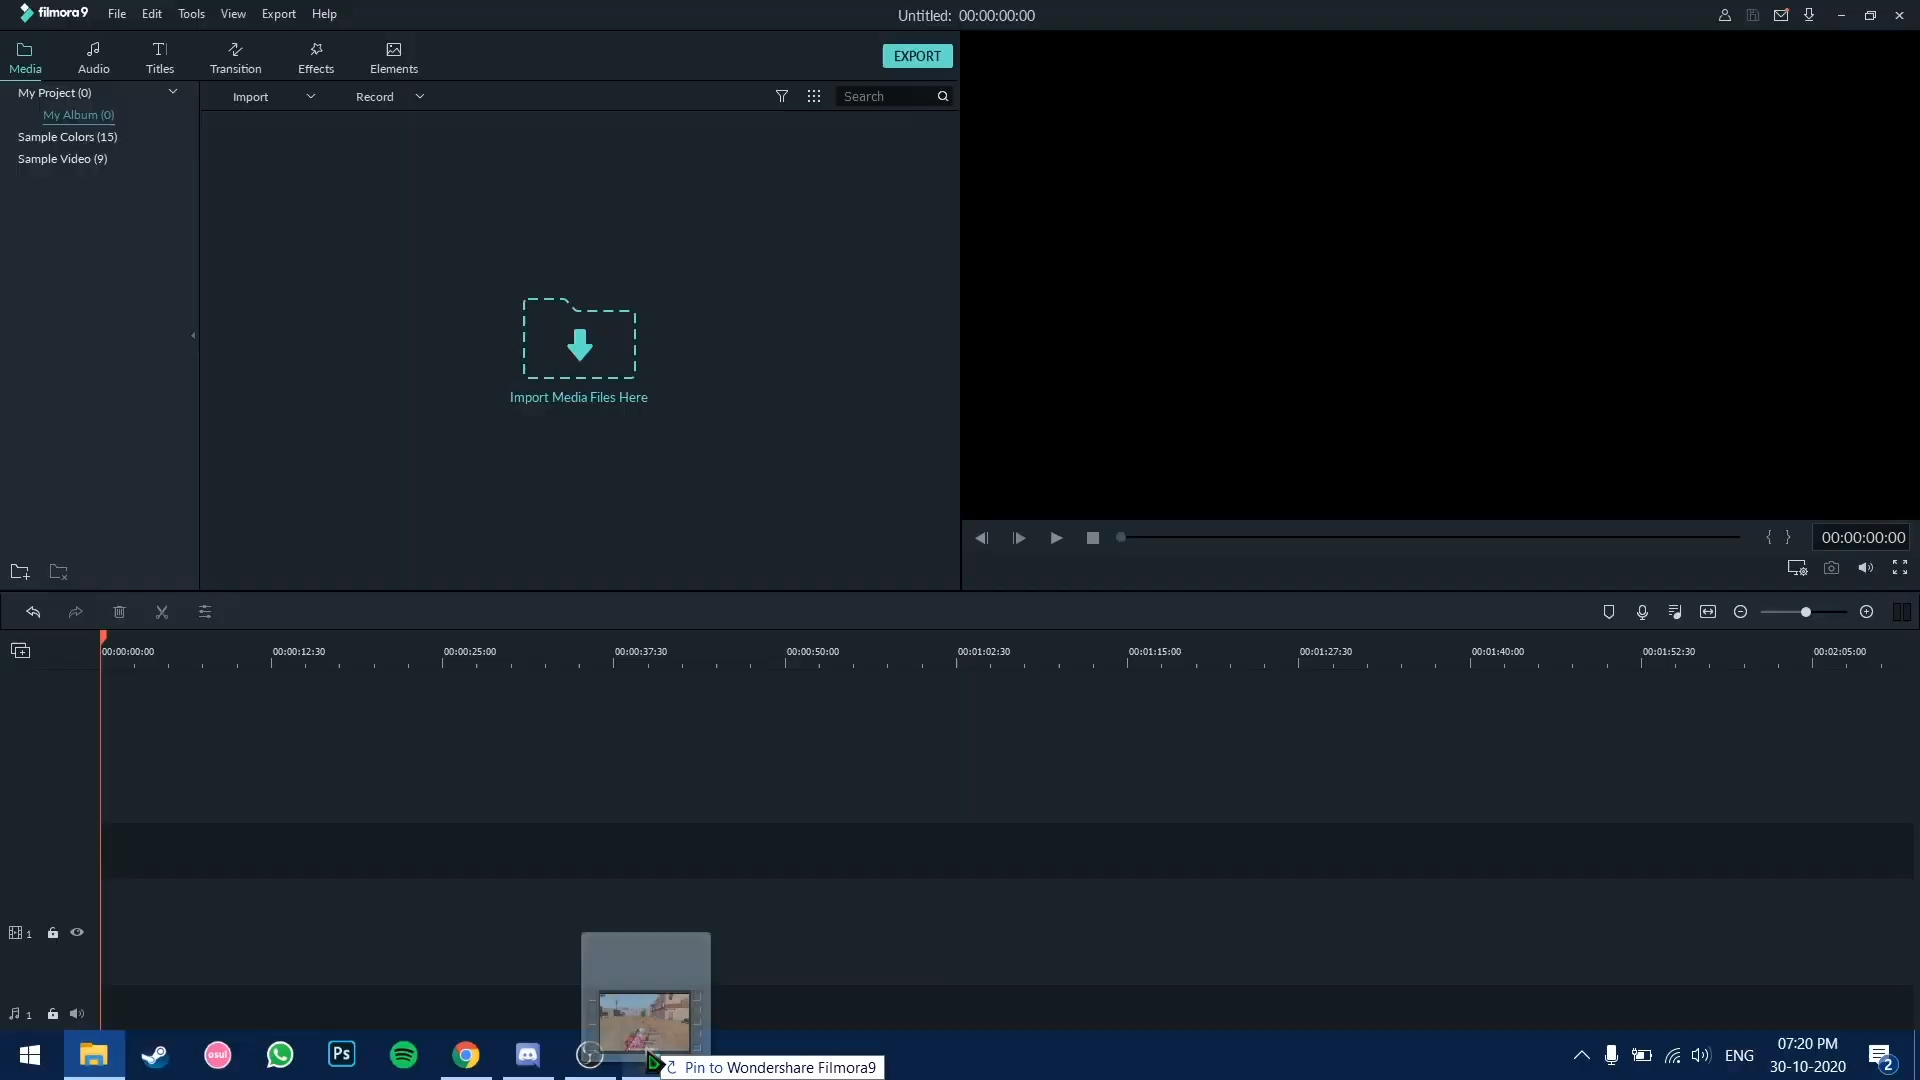 filmora9 File Edit Tools View Export Help
Untitled: 00:00:00:00
Media Audio Titles Transition Effects Elements
EXPORT
My Project (0)
My Album (0)
Sample Colors (15)
Sample Video (9)
Import Record Search
Import Media Files Here
{ } 00:00:00:00
00:00:00:00 00:00:12:30 00:00:25:00 00:00:37:30 00:00:50:00 00:01:02:30 00:01:15:00 00:01:27:30 00:01:40:00 00:01:52:30 00:02:05:00
1
1
osu!
Ps
Pin to Wondershare Filmora9
ENG
07:20 PM
30-10-2020
2